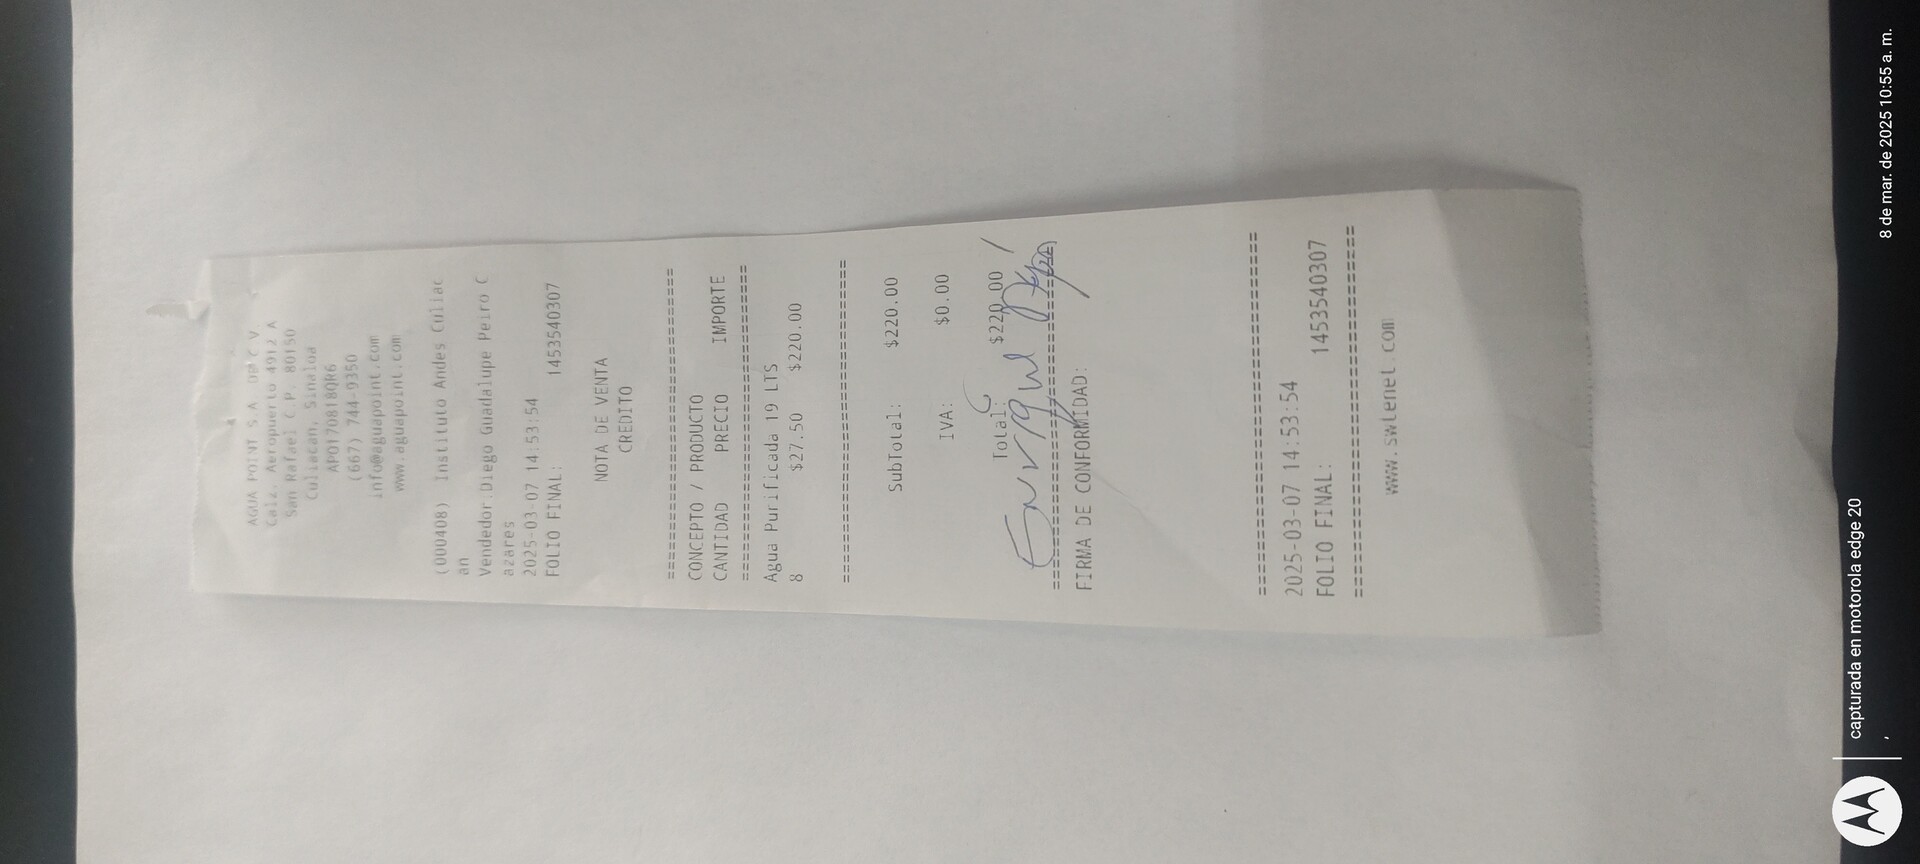 AGUA POINT S.A DE C V
Calz. Aeropuerto 4912 A
San Rafael C.P. 80150
Culiacan, Sinaloa
APO170818QR6
(667) 744-9350
info@aguapoint.com
www.aguapoint.com
(000408) Instituto Andes Culiac
an
Vendedor:Diego Guadalupe Peiro C
azares
2025-03-07 14:53:54
FOLIO FINAL: 1453540307
NOTA DE VENTA
CREDITO
================================
CONCEPTO / PRODUCTO
CANTIDAD PRECIO IMPORTE
================================
Agua Purificada 19 LTS
8 $27.50 $220.00
================================
SubTotal: $220.00
IVA: $0.00
Total: $220.00
================================
FIRMA DE CONFORMIDAD:
================================
2025-03-07 14:53:54
FOLIO FINAL: 1453540307
================================
www.swlenet.com
capturada en motorola edge 20
,
8 de mar. de 2025 10:55 a. m.